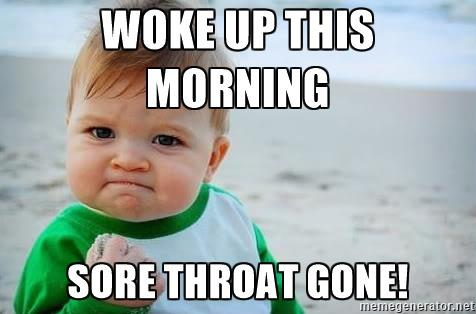 WOKE UP THIS
MORNING
SORE THROAT GONE!
memegenerator.net